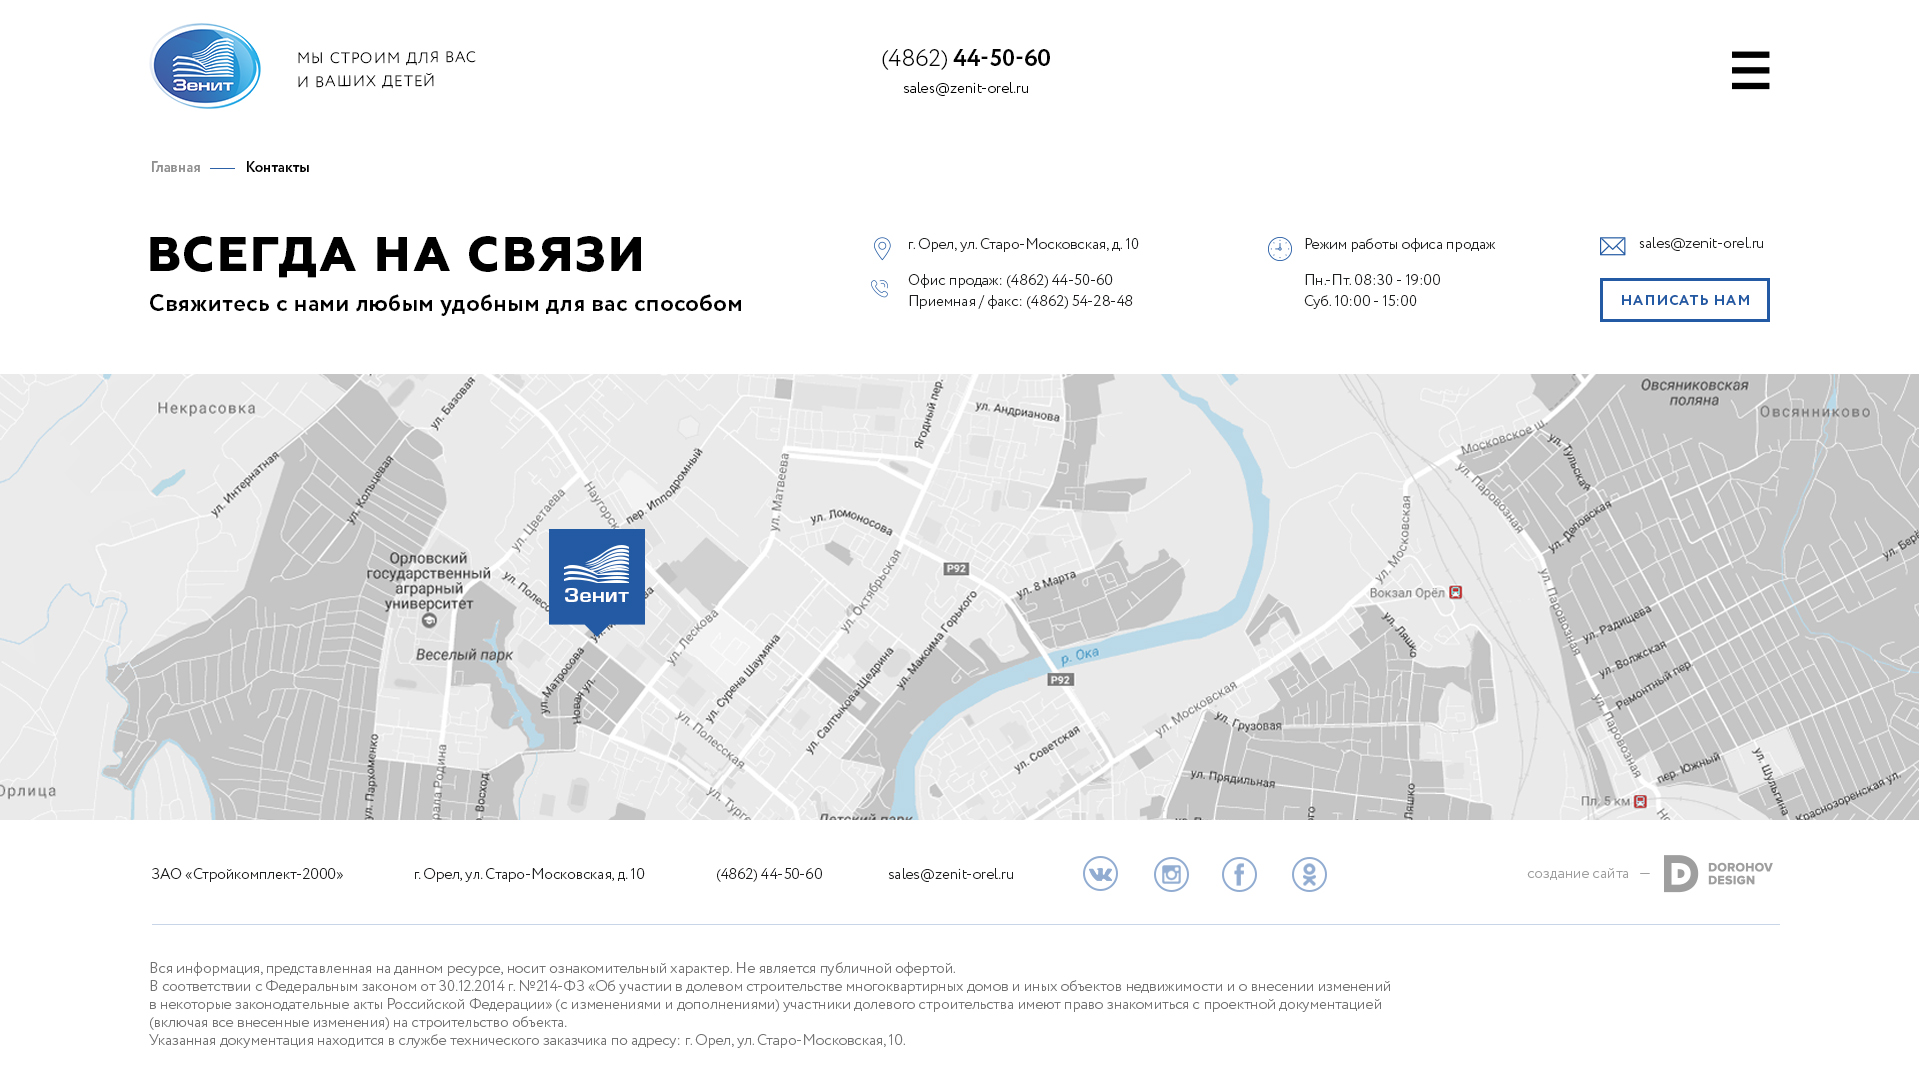 Зенит
МЫ СТРОИМ ДЛЯ ВАС
И ВАШИХ ДЕТЕЙ
(4862) 44-50-60
sales@zenit-orel.ru
Главная — Контакты
ВСЕГДА НА СВЯЗИ
Свяжитесь с нами любым удобным для вас способом
г. Орел, ул. Старо-Московская, д. 10
Офис продаж: (4862) 44-50-60
Приемная / факс: (4862) 54-28-48
Режим работы офиса продаж
Пн.-Пт. 08:30 - 19:00
Суб. 10:00 - 15:00
sales@zenit-orel.ru
НАПИСАТЬ НАМ
Некрасовка
ул. Базовая
Ягодный пер.
ул. Андрианова
Овсяниковская
поляна
Овсянниково
Московское ш.
ул. Интернатная
ул. Кольцевая
ул. Цветаева
Наугорск
пер. Ипподромный
ул. Матвеева
ул. Ломоносова
ул. Тульская
ул. Паровозная
ул. Деповская
ул. Московская
Орловский
государственный
аграрный
университет
ул. Полесс
Зенит
ул. Октябрьская
Р92
ул. 8 Марта
Вокзал Орёл
ул. Паровозная
ул. Радищева
ул. Ляшко
ул. Волжская
Ремонтный пер.
Веселый парк
ул. Матросова
Новая ул.
ул. Лескова
ул. Сурена Шаумяна
ул. Максима Горького
ул. Салтыкова-Щедрина
р. Ока
Р92
ул. Московская
ул. Грузовая
ул. Советская
ул. Полесская
ул. Прядильная
ул. Паровозная
пер. Южный
ул. Шульгина
Краснозоренская ул.
Пл. 5 км
Орлица
ул. Пархоменко
рала Родина
ул. Восход
ул. Турге
Детский парк
Ляшко
ЗАО «Стройкомплект-2000»
г. Орел, ул. Старо-Московская, д. 10
(4862) 44-50-60
sales@zenit-orel.ru
создание сайта —
DOROHOV
DESIGN
Вся информация, представленная на данном ресурсе, носит ознакомительный характер. Не является публичной офертой.
В соответствии с Федеральным законом от 30.12.2014 г. №214-ФЗ «Об участии в долевом строительстве многоквартирных домов и иных объектов недвижимости и о внесении изменений
в некоторые законодательные акты Российской Федерации» (с изменениями и дополнениями) участники долевого строительства имеют право знакомиться с проектной документацией
(включая все внесенные изменения) на строительство объекта.
Указанная документация находится в службе технического заказчика по адресу: г. Орел, ул. Старо-Московская, 10.